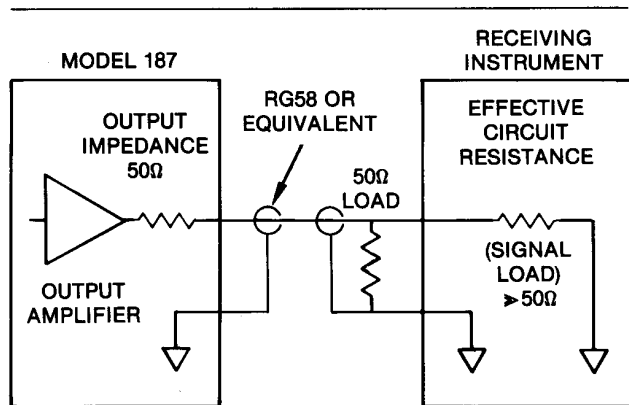 MODEL 187
OUTPUT
IMPEDANCE
50Ω
OUTPUT
AMPLIFIER
RG58 OR
EQUIVALENT
50Ω
LOAD
RECEIVING
INSTRUMENT
EFFECTIVE
CIRCUIT
RESISTANCE
(SIGNAL
LOAD)
⩾50Ω